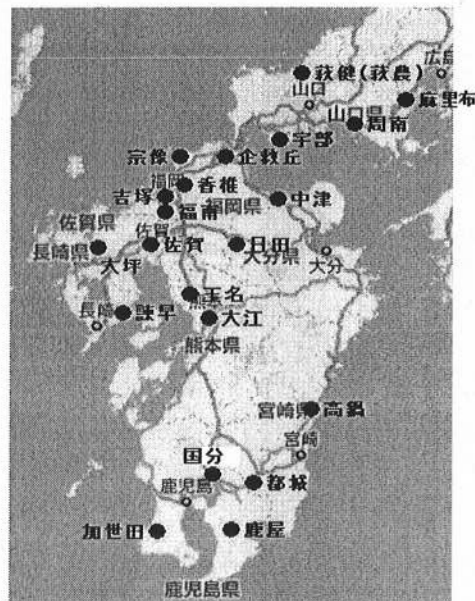 萩健(萩農)
広島
山口
麻里布
山口県
周南
宇部
宗像
企救丘
福岡
香椎
吉塚
中津
福岡県
福南
佐賀県
佐賀
長崎県
日田
大分県
大分
大坪
玉名
熊本
長崎
諫早
大江
熊本県
宮崎県
高鍋
国分
宮崎
鹿児島
都城
加世田
鹿屋
鹿児島県